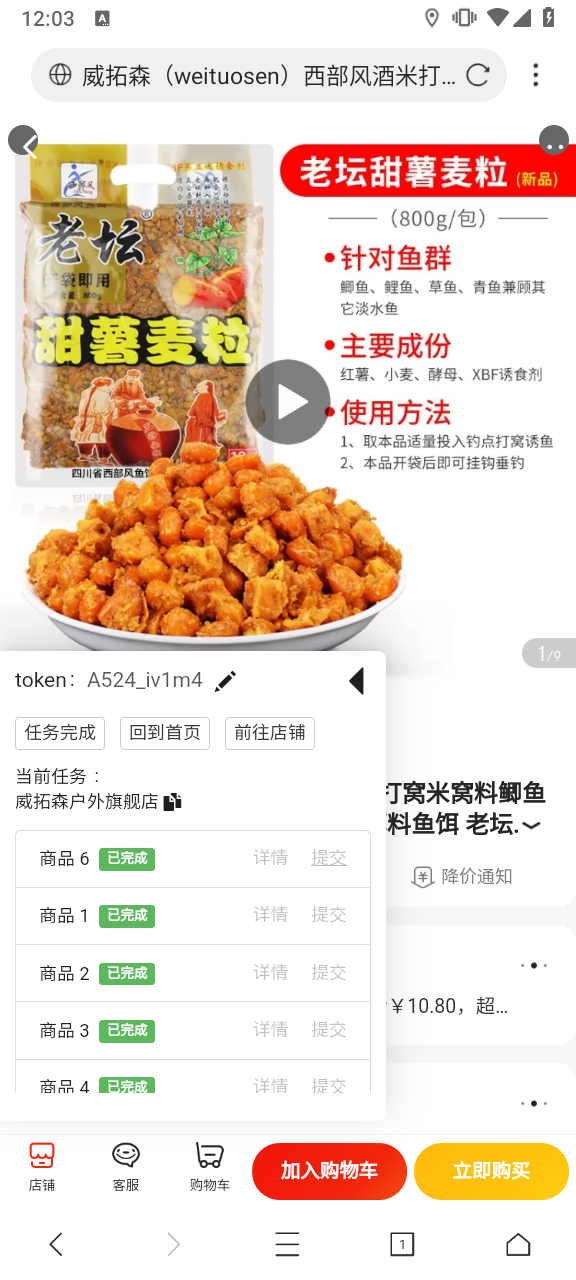 12:03
A
威拓森（weituosen）西部风酒米打...
西部风
老坛®
开袋即用
800g
甜薯麦粒
四川省西部风鱼饵
老坛甜薯麦粒 (新品)
（800g/包）
针对鱼群
鲫鱼、鲤鱼、草鱼、青鱼兼顾其
它淡水鱼
主要成份
红薯、小麦、酵母、XBF诱食剂
使用方法
1、取本品适量投入钓点打窝诱鱼
2、本品开袋后即可挂钩垂钓
1/9
token： A524_iv1m4
任务完成 回到首页 前往店铺
当前任务：
威拓森户外旗舰店
商品 6 已完成 详情 提交
商品 1 已完成 详情 提交
商品 2 已完成 详情 提交
商品 3 已完成 详情 提交
商品 4 已完成 详情 提交
打窝米窝料鲫鱼
料鱼饵 老坛.
降价通知
￥10.80，超...
店铺 客服 购物车 加入购物车 立即购买
1